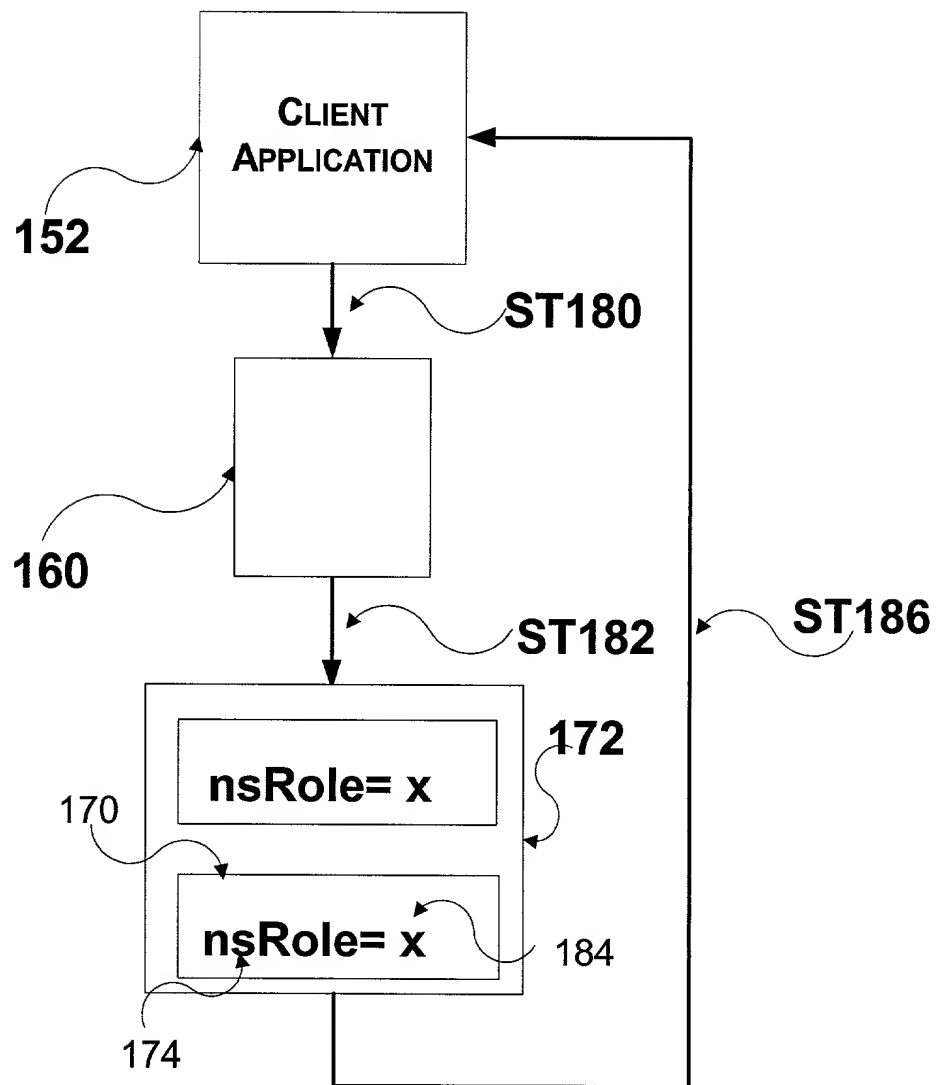 CLIENT
APPLICATION
152
ST180
160
ST182
ST186
172
nsRole= x
170
nsRole= x
184
174